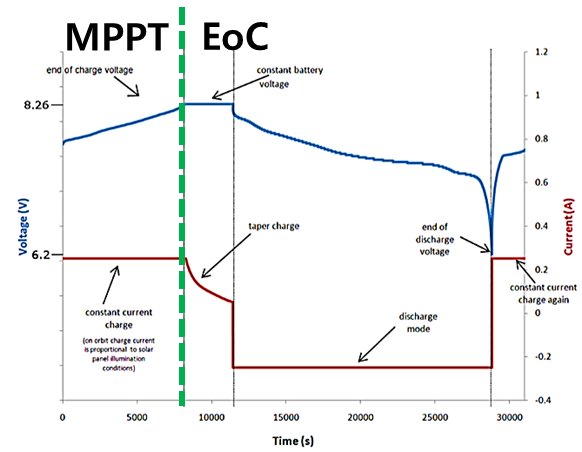 MPPT EoC
end of charge voltage
constant battery
voltage
8.26
6.2
Voltage (V)
1.2
1
0.8
0.6
0.4
0.2
0
-0.2
-0.4
Current(A)
taper charge
end of
discharge
voltage
constant current
charge
(on orbit charge current
is proportional to solar
panel illumination
conditions)
discharge
mode
constant current
charge again
0 5000 10000 15000 20000 25000 30000
Time (s)